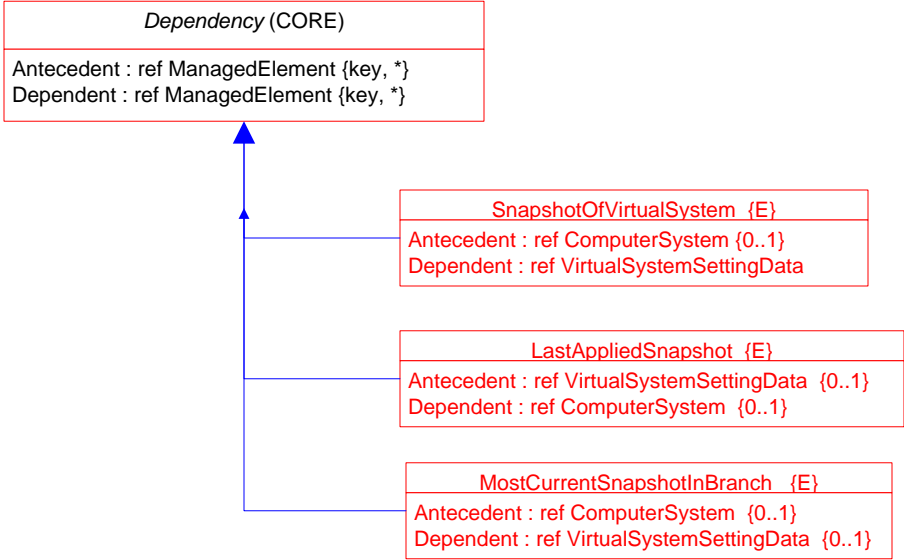 Dependency (CORE)
Antecedent : ref ManagedElement {key, *}
Dependent : ref ManagedElement {key, *}
SnapshotOfVirtualSystem {E}
Antecedent : ref ComputerSystem {0..1}
Dependent : ref VirtualSystemSettingData
LastAppliedSnapshot {E}
Antecedent : ref VirtualSystemSettingData {0..1}
Dependent : ref ComputerSystem {0..1}
MostCurrentSnapshotInBranch {E}
Antecedent : ref ComputerSystem {0..1}
Dependent : ref VirtualSystemSettingData {0..1}